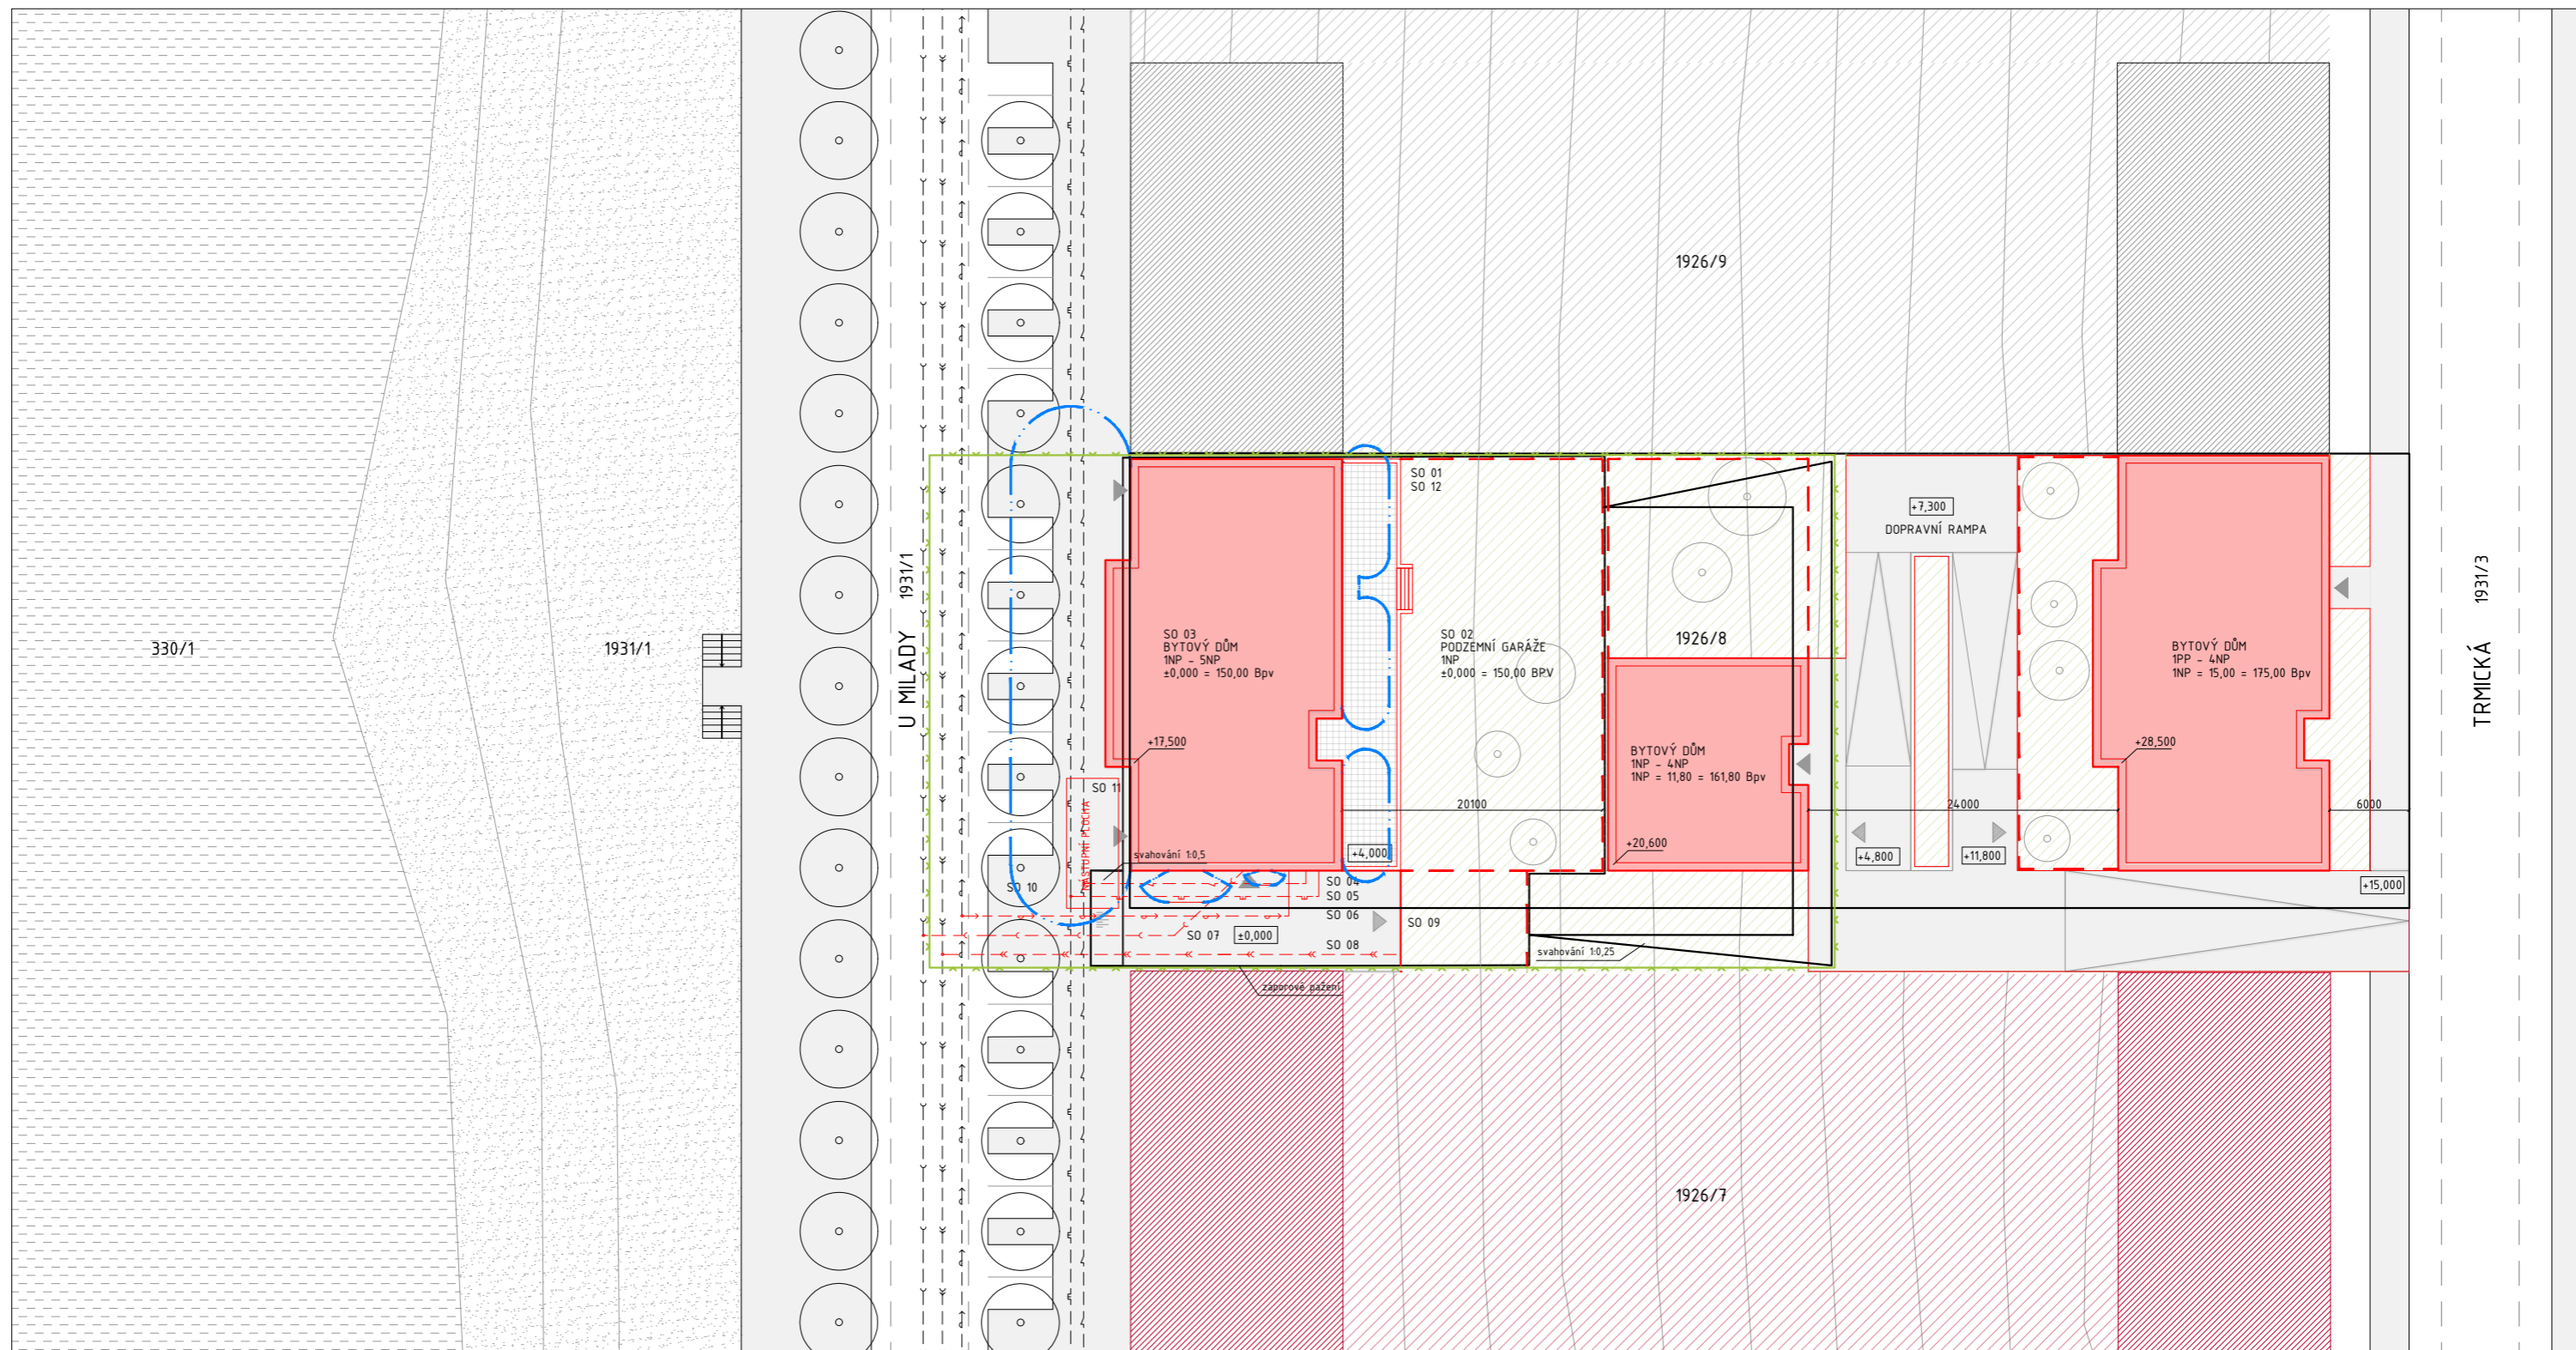 1926/9
SO 01
SO 12
+7,300
DOPRAVNÍ RAMPA
330/1
1931/1
U MILADY 1931/1
SO 03
BYTOVÝ DŮM
1NP - 5NP
±0,000 = 150,00 Bpv
SO 02
PODZEMNÍ GARÁŽE
1NP
±0,000 = 150,00 BPV
1926/8
BYTOVÝ DŮM
1PP - 4NP
1NP = 15,00 = 175,00 Bpv
TRMICKÁ 1931/3
+17,500
BYTOVÝ DŮM
1NP - 4NP
1NP = 11,80 = 161,80 Bpv
+28,500
SO 11
NÁSTUPNÍ PLOCHA
20100
24000
6000
svahování 1:0,5
+4,000
+20,600
+4,800
+11,800
SO 10
SO 04
SO 05
SO 06
SO 07
±0,000
SO 08
SO 09
+15,000
svahování 1:0,25
záporové pažení
1926/7